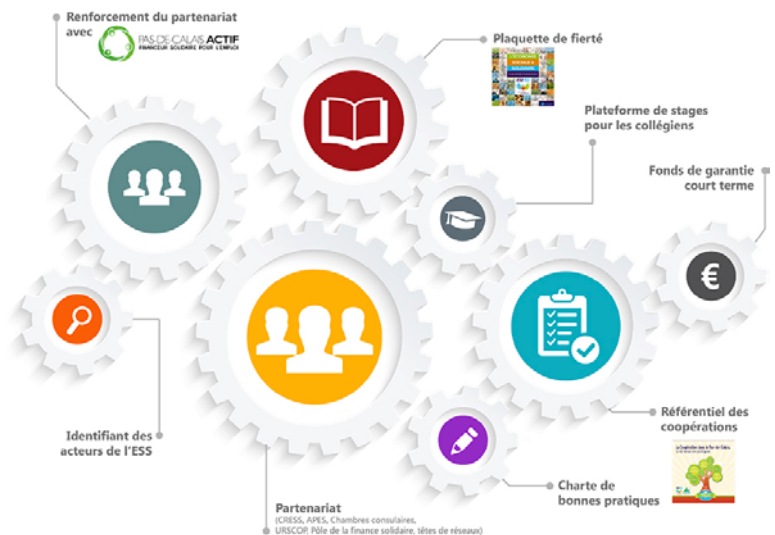 Renforcement du partenariat
avec
PAS-DE-CALAIS ACTIF
FINANCEUR SOLIDAIRE POUR L'EMPLOI
Plaquette de fierté
Plateforme de stages
pour les collégiens
Fonds de garantie
court terme
€
Identifiant des
acteurs de l'ESS
Référentiel des
coopérations
Charte de
bonnes pratiques
Partenariat
(CRESS, APES, Chambres consulaires,
URSCOP, Pôle de la finance solidaire, têtes de réseaux)